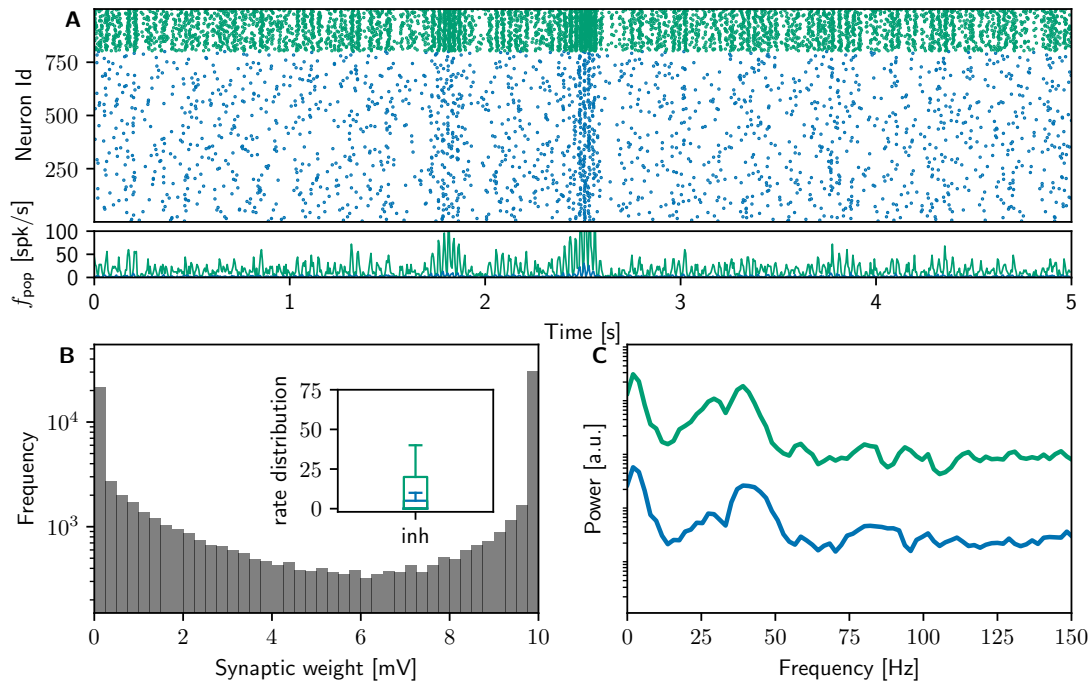 A
Neuron Id
750
500
250
f_pop [spk/s]
100
50
0
0 1 2 3 4 5
Time [s]
B
Frequency
10^4
10^3
0 2 4 6 8 10
Synaptic weight [mV]
rate distribution
75
50
25
0
inh
C
Power [a.u.]
0 25 50 75 100 125 150
Frequency [Hz]